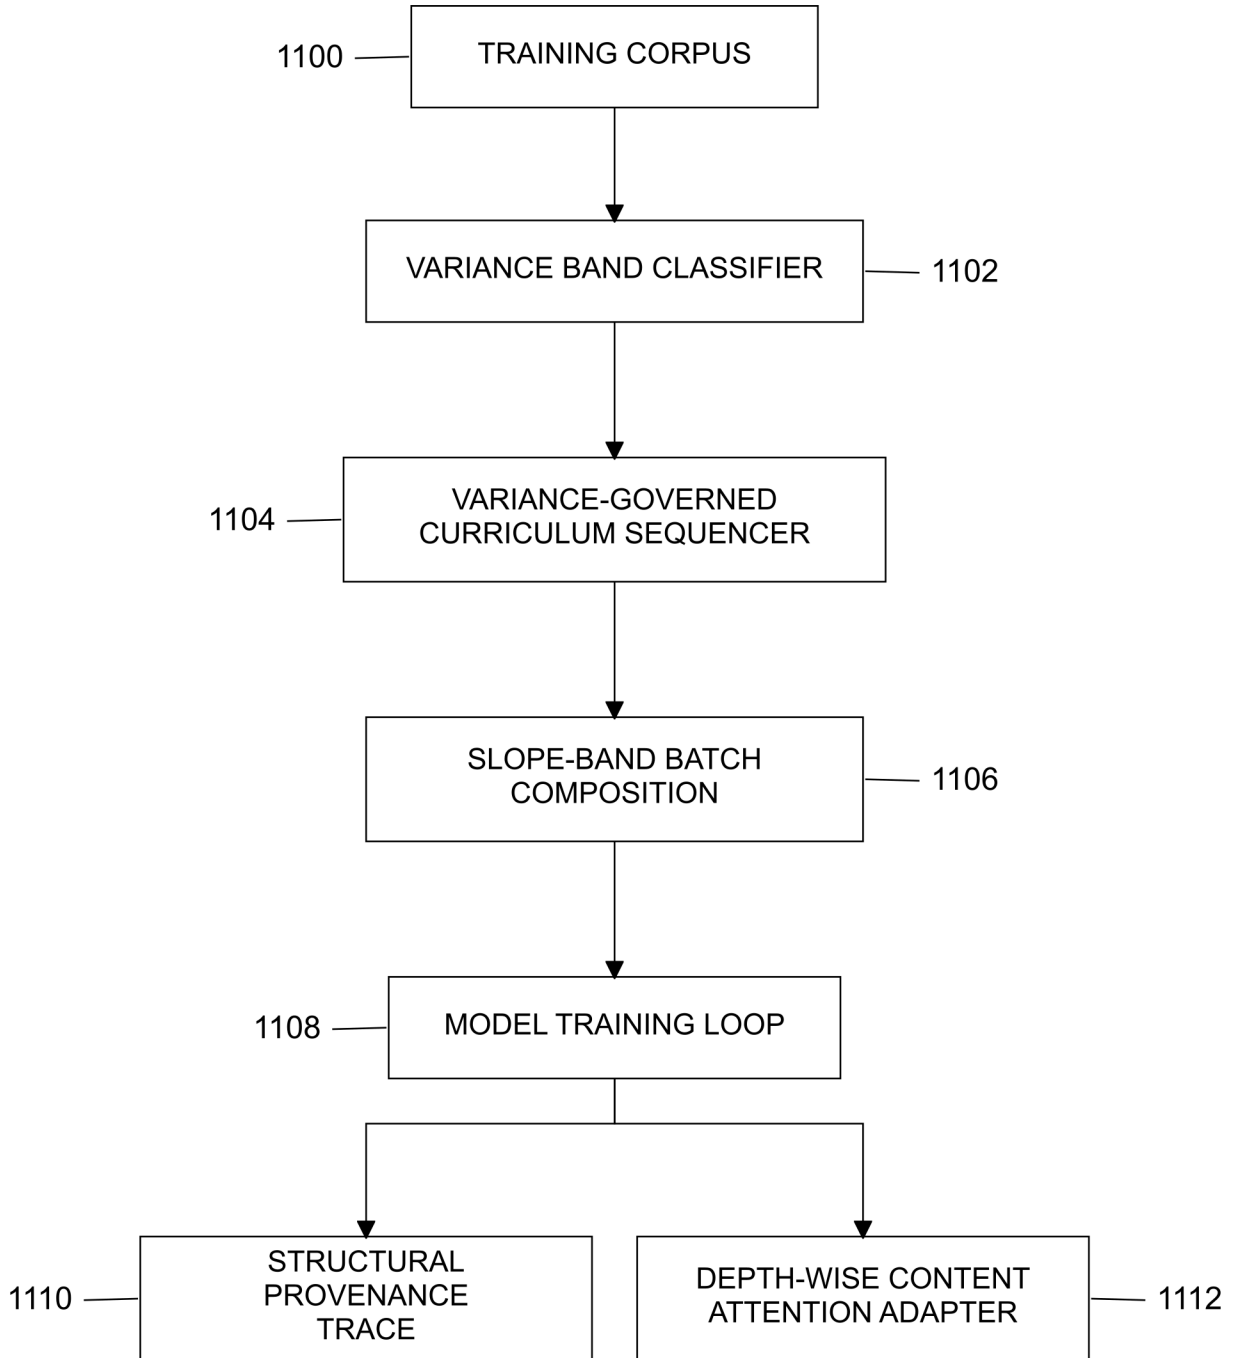 1100
TRAINING CORPUS
VARIANCE BAND CLASSIFIER
1102
VARIANCE-GOVERNED
CURRICULUM SEQUENCER
1104
SLOPE-BAND BATCH
COMPOSITION
1106
1108
MODEL TRAINING LOOP
1110
STRUCTURAL
PROVENANCE
TRACE
DEPTH-WISE CONTENT
ATTENTION ADAPTER
1112